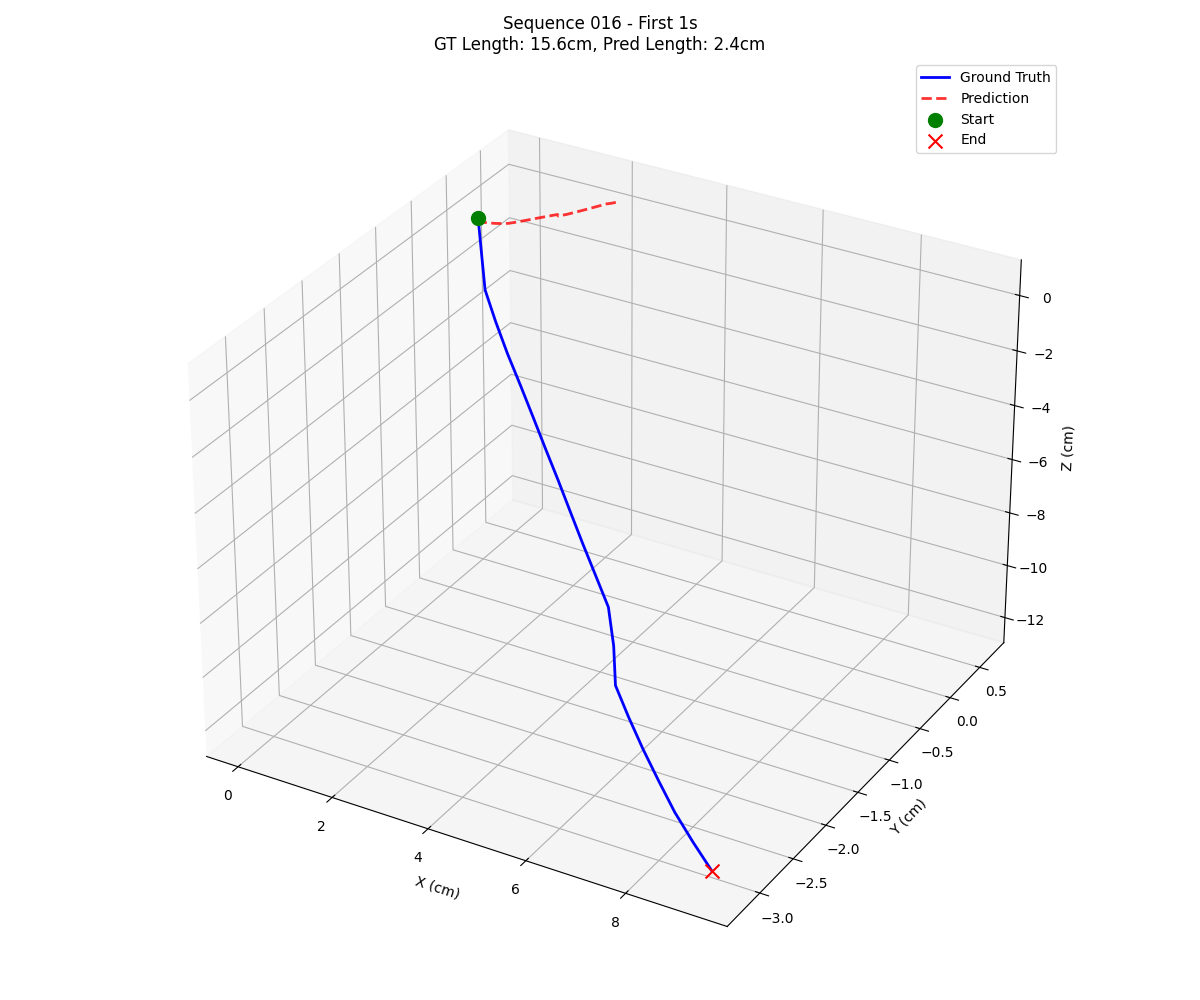 Sequence 016 - First 1s
GT Length: 15.6cm, Pred Length: 2.4cm
Ground Truth
Prediction
Start
End
0
−2
−4
−6
−8
−10
−12
Z (cm)
0.5
0.0
−0.5
−1.0
−1.5
−2.0
−2.5
−3.0
Y (cm)
0
2
4
6
8
X (cm)